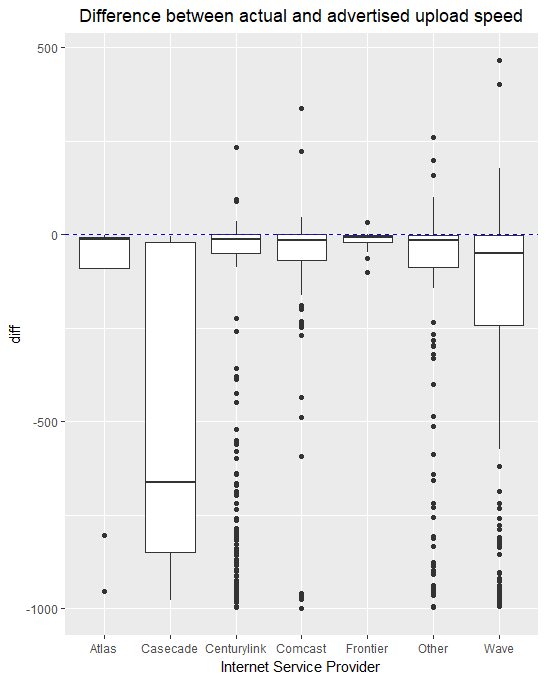 Difference between actual and advertised upload speed
500
0
-500
-1000
diff
Atlas Casecade Centurylink Comcast Frontier Other Wave
Internet Service Provider